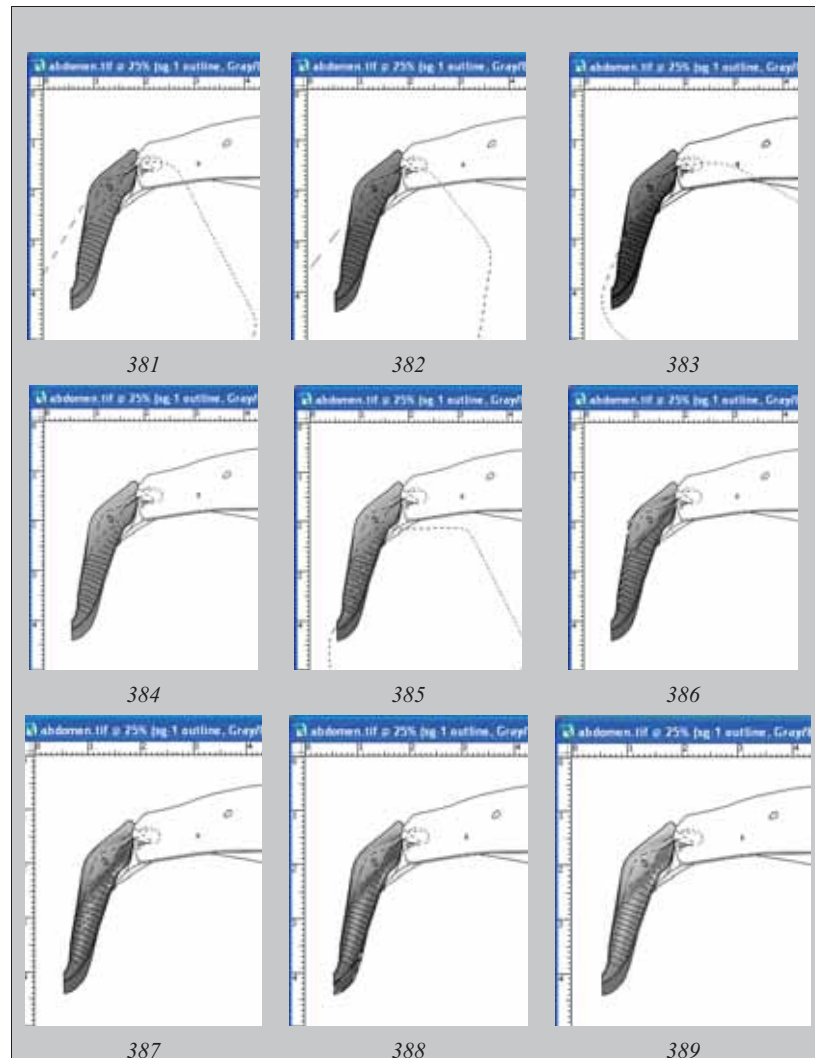 abdomen.tif @ 25% (sg 1 outline, Gray/
abdomen.tif @ 25% (sg 1 outline, Gray/
abdomen.tif @ 25% (sg 1 outline, Gray/
381
382
383
abdomen.tif @ 25% (sg 1 outline, Gray/
abdomen.tif @ 25% (sg 1 outline, Gray/
abdomen.tif @ 25% (sg 1 outline, Gray/
384
385
386
abdomen.tif @ 25% (sg 1 outline, Gray/
abdomen.tif @ 25% (sg 1 outline, Gray/
abdomen.tif @ 25% (sg 1 outline, Gray/
387
388
389